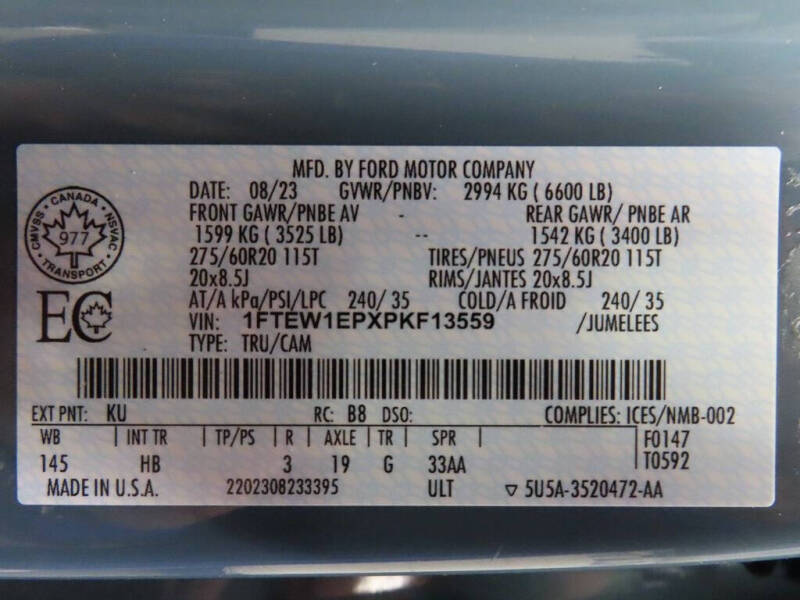 MFD. BY FORD MOTOR COMPANY
DATE: 08/23 GVWR/PNBV: 2994 KG ( 6600 LB)
FRONT GAWR/PNBE AV - REAR GAWR/ PNBE AR
1599 KG ( 3525 LB) -- 1542 KG ( 3400 LB)
275/60R20 115T TIRES/PNEUS 275/60R20 115T
20x8.5J RIMS/JANTES 20x8.5J
AT/A kPa/PSI/LPC 240/ 35 COLD/A FROID 240/ 35
VIN: 1FTEW1EPXPKF13559 /JUMELEES
TYPE: TRU/CAM
CMVSS • CANADA • NSVAC • TRANSPORT •
977
EC
EXT PNT: KU RC: B8 DSO: COMPLIES: ICES/NMB-002
WB | INT TR | TP/PS | R | AXLE | TR | SPR | F0147
145 HB 3 19 G 33AA T0592
MADE IN U.S.A. 2202308233395 ULT ▽ 5U5A-3520472-AA